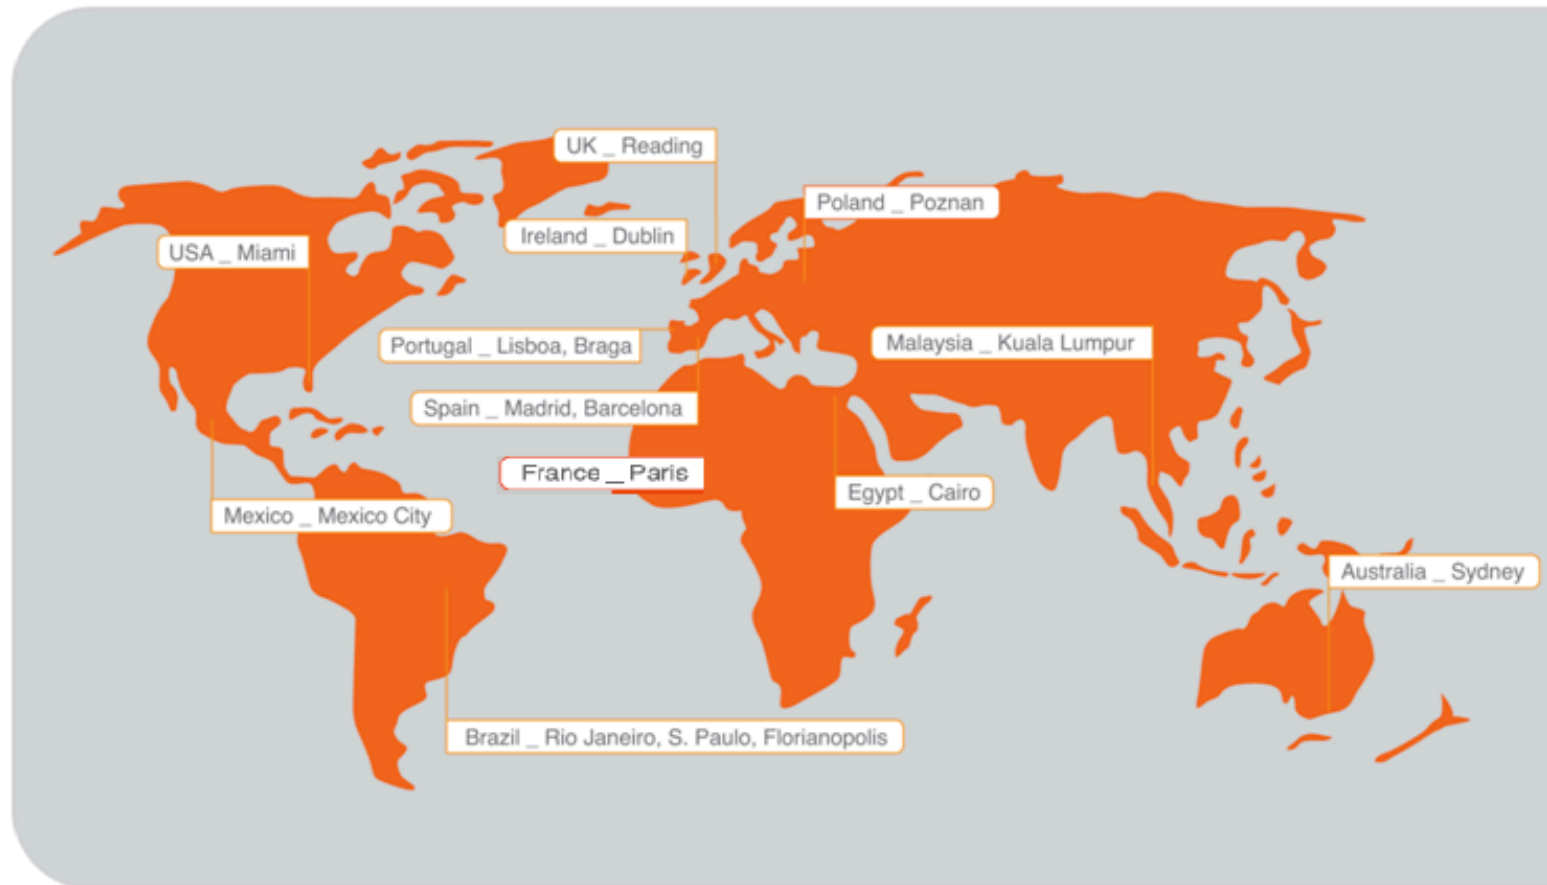 UK _ Reading
Poland _ Poznan
Ireland _ Dublin
USA _ Miami
Portugal _ Lisboa, Braga
Malaysia _ Kuala Lumpur
Spain _ Madrid, Barcelona
France _ Paris
Egypt _ Cairo
Mexico _ Mexico City
Australia _ Sydney
Brazil _ Rio Janeiro, S. Paulo, Florianopolis